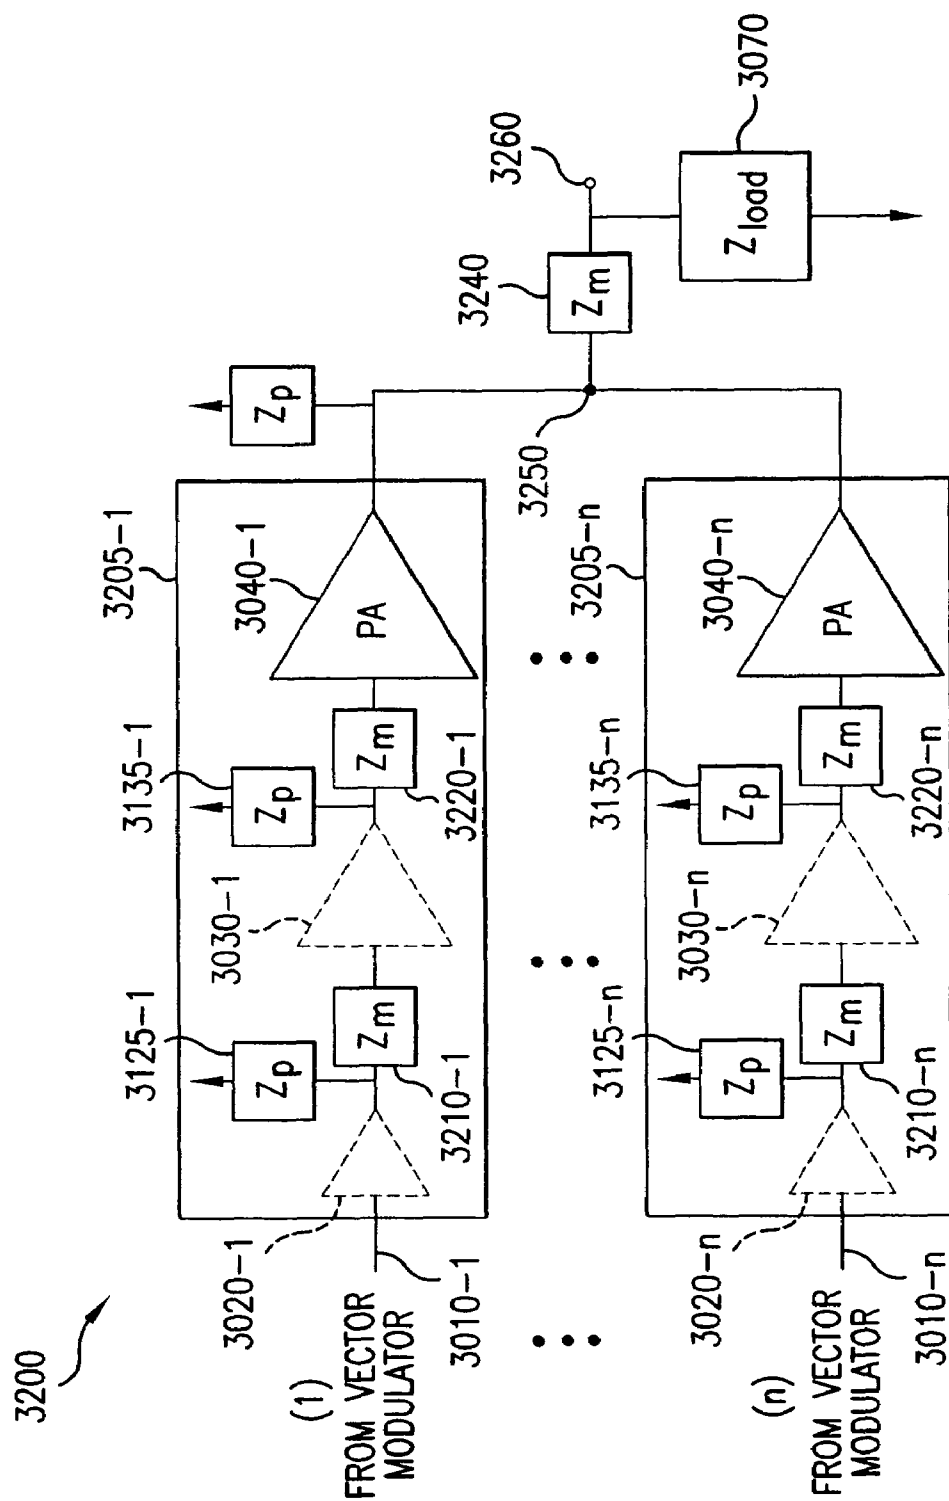 3200
3205-1
3125-1
3135-1
Zp
Zp
Zp
3020-1
3030-1
3040-1
Zm
Zm
PA
3210-1
3220-1
3010-1
(1)
FROM VECTOR
MODULATOR
3250
3240
Zm
3260
Zload
3070
3205-n
3125-n
3135-n
Zp
Zp
3020-n
3030-n
3040-n
Zm
Zm
PA
3210-n
3220-n
3010-n
(n)
FROM VECTOR
MODULATOR